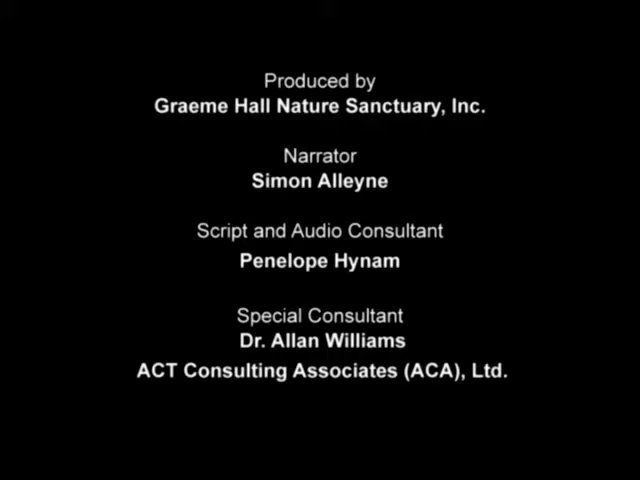 Produced by
Graeme Hall Nature Sanctuary, Inc.
Narrator
Simon Alleyne
Script and Audio Consultant
Penelope Hynam
Special Consultant
Dr. Allan Williams
ACT Consulting Associates (ACA), Ltd.